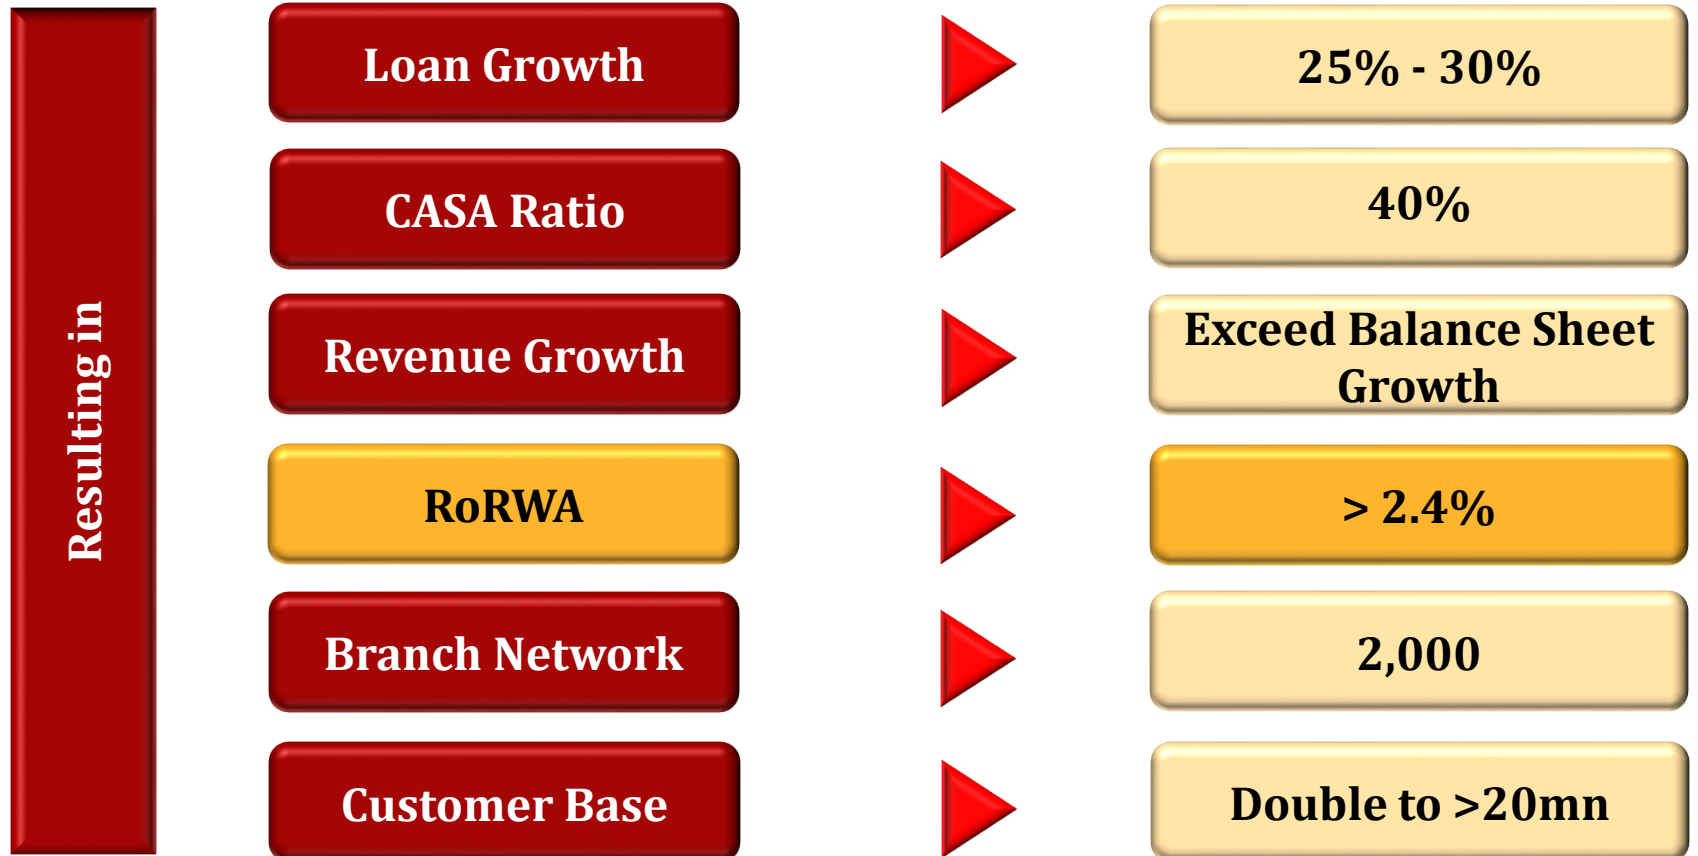 Resulting in
Loan Growth
25% - 30%
CASA Ratio
40%
Revenue Growth
Exceed Balance Sheet
Growth
RoRWA
> 2.4%
Branch Network
2,000
Customer Base
Double to >20mn